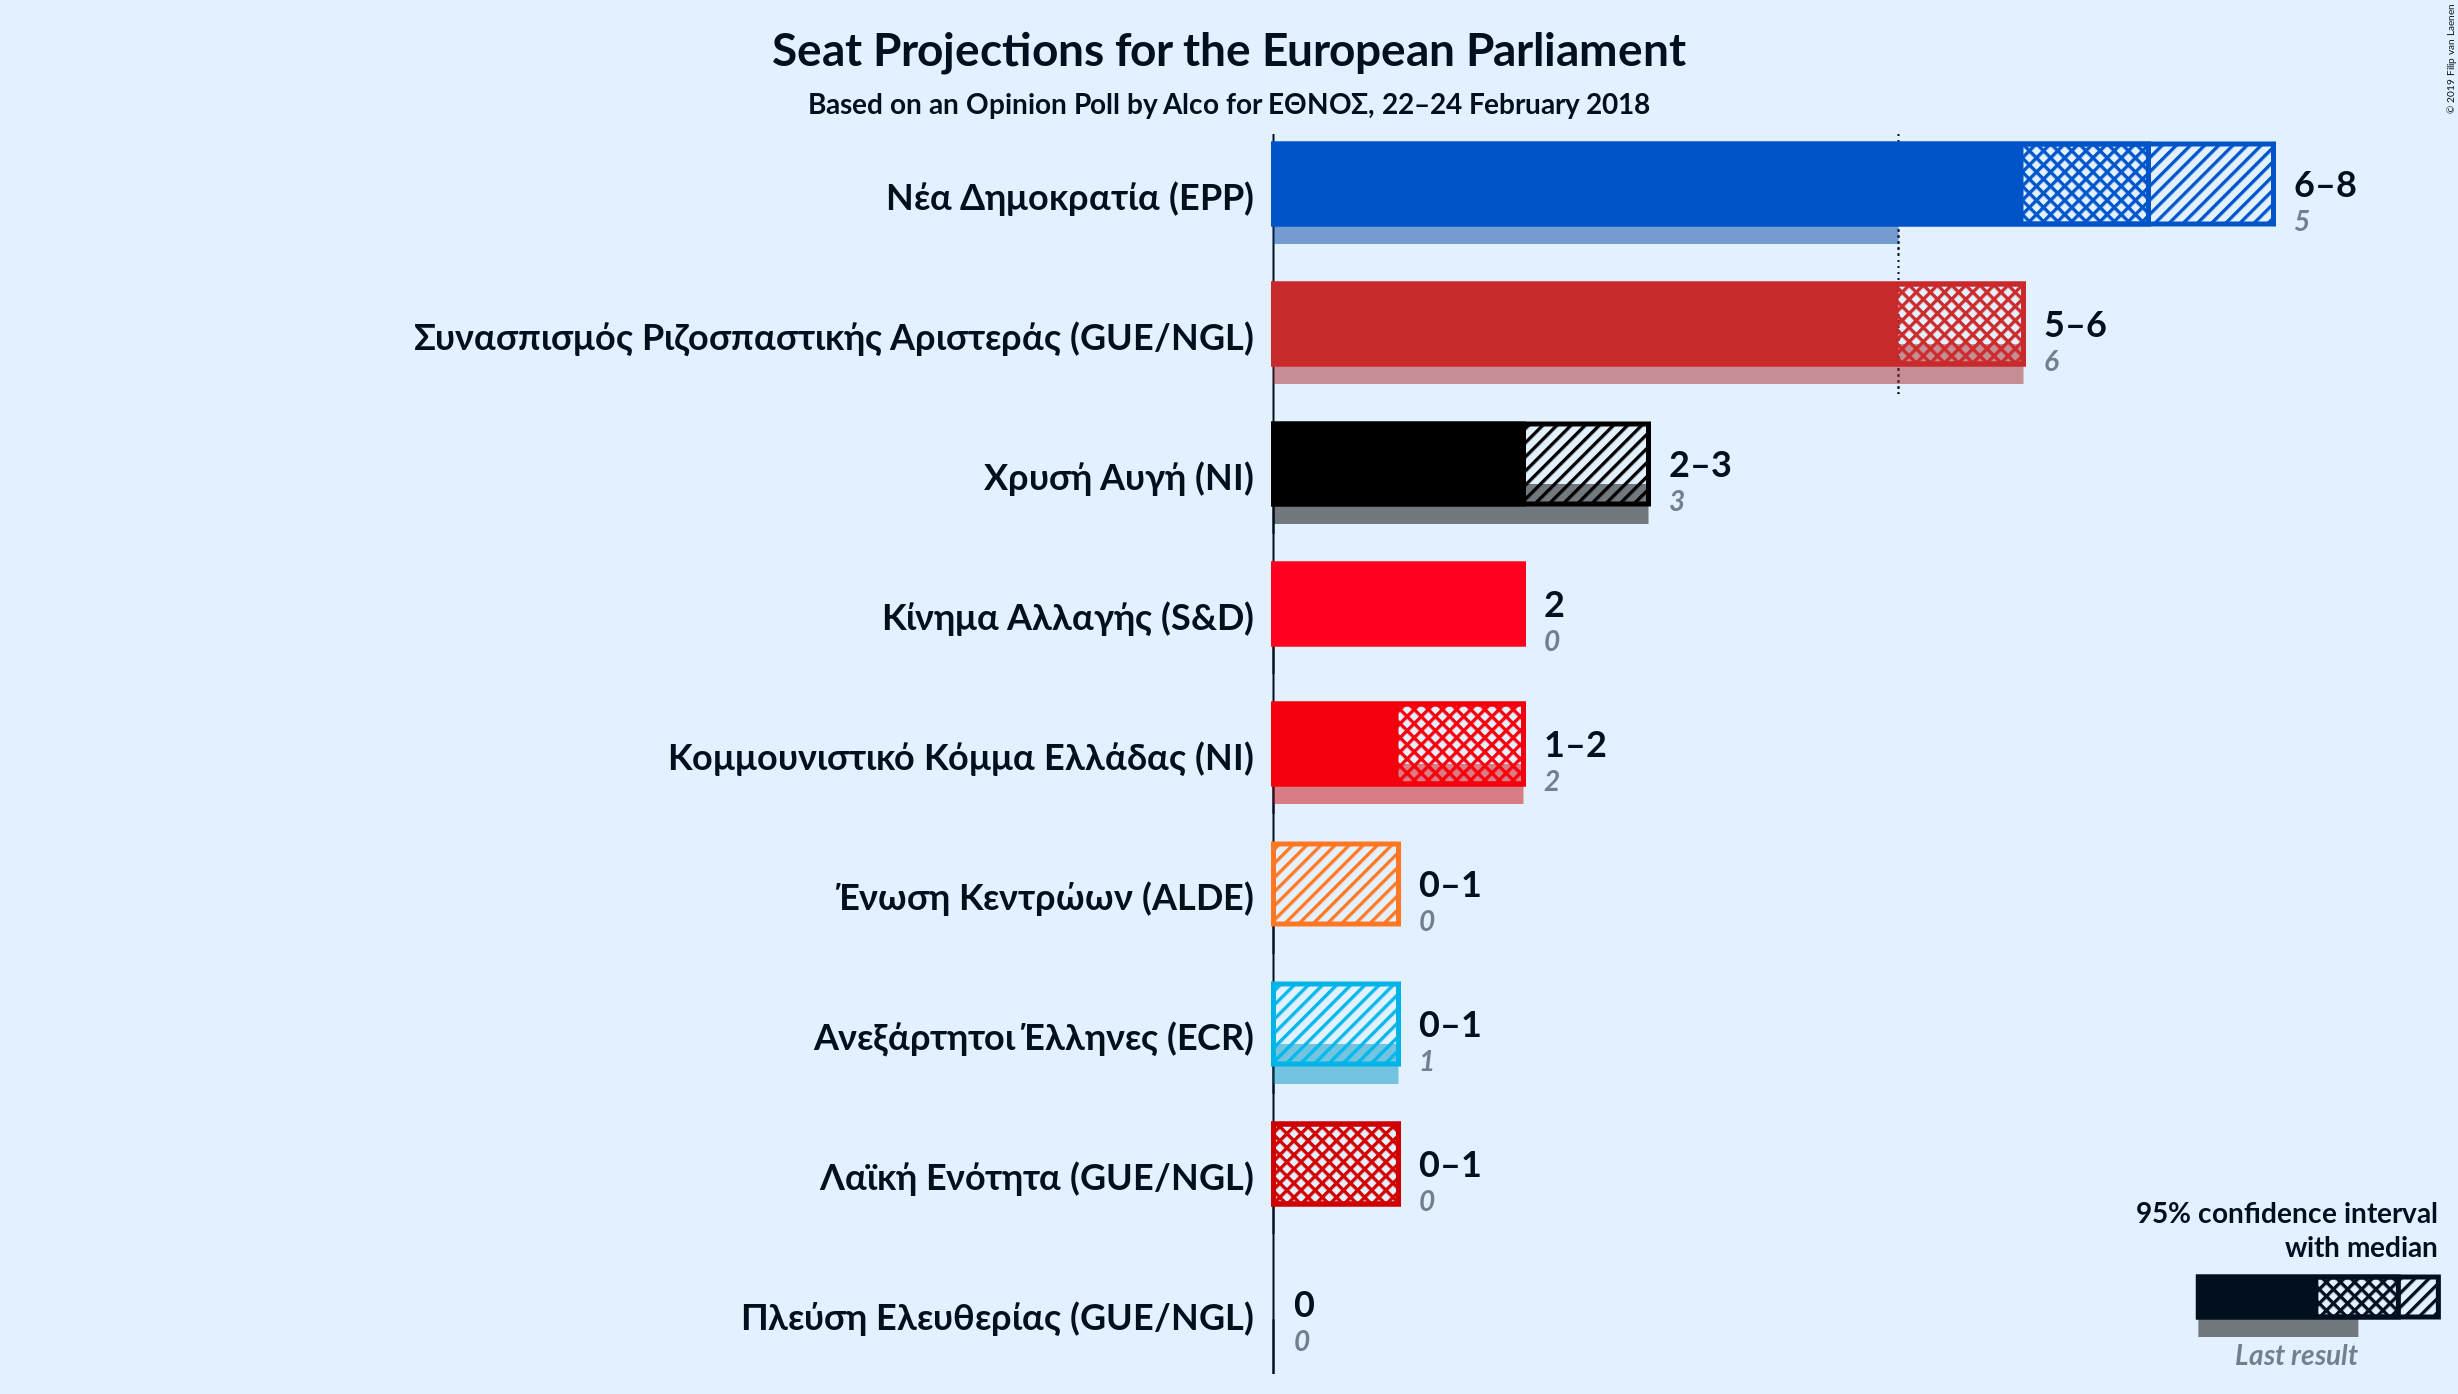 Seat Projections for the European Parliament
Based on an Opinion Poll by Alco for ΕΘΝΟΣ, 22–24 February 2018
© 2019 Filip van Laenen
Νέα Δημοκρατία (EPP)
6–8
5
Συνασπισμός Ριζοσπαστικής Αριστεράς (GUE/NGL)
5–6
6
Χρυσή Αυγή (NI)
2–3
3
Κίνημα Αλλαγής (S&D)
2
0
Κομμουνιστικό Κόμμα Ελλάδας (NI)
1–2
2
Ένωση Κεντρώων (ALDE)
0–1
0
Ανεξάρτητοι Έλληνες (ECR)
0–1
1
Λαϊκή Ενότητα (GUE/NGL)
0–1
0
Πλεύση Ελευθερίας (GUE/NGL)
0
0
95% confidence interval
with median
Last result